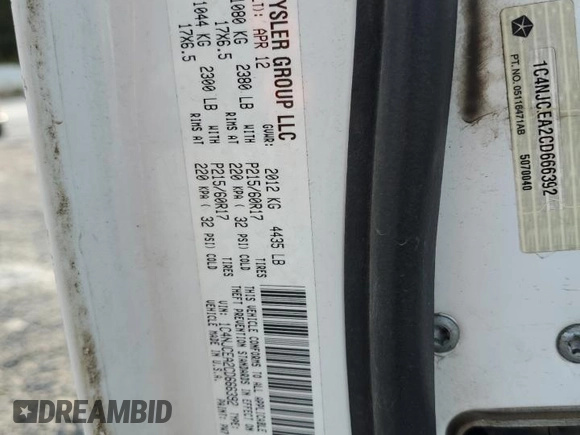 YSLER GROUP LLC
LT): APR 12 GVWR: 2012 KG 4435 LB
1080 KG 2380 LB P215/60R17 TIRES
17X6.5 RIMS AT 220 KPA ( 32 PSI) COLD
1044 KG 2300 LB P215/60R17 TIRES
17X6.5 RIMS AT 220 KPA ( 32 PSI) COLD
THIS VEHICLE CONFORMS TO ALL APPLICABLE
THEFT PREVENTION STANDARDS IN EFFECT
VIN: 1C4NJCEA2CD666392 TYPE:
VEHICLE MADE IN U.S.A. PAINT
1C4NJCEA2CD666392
PT. NO. 05116471AB 5070040
DREAMBID